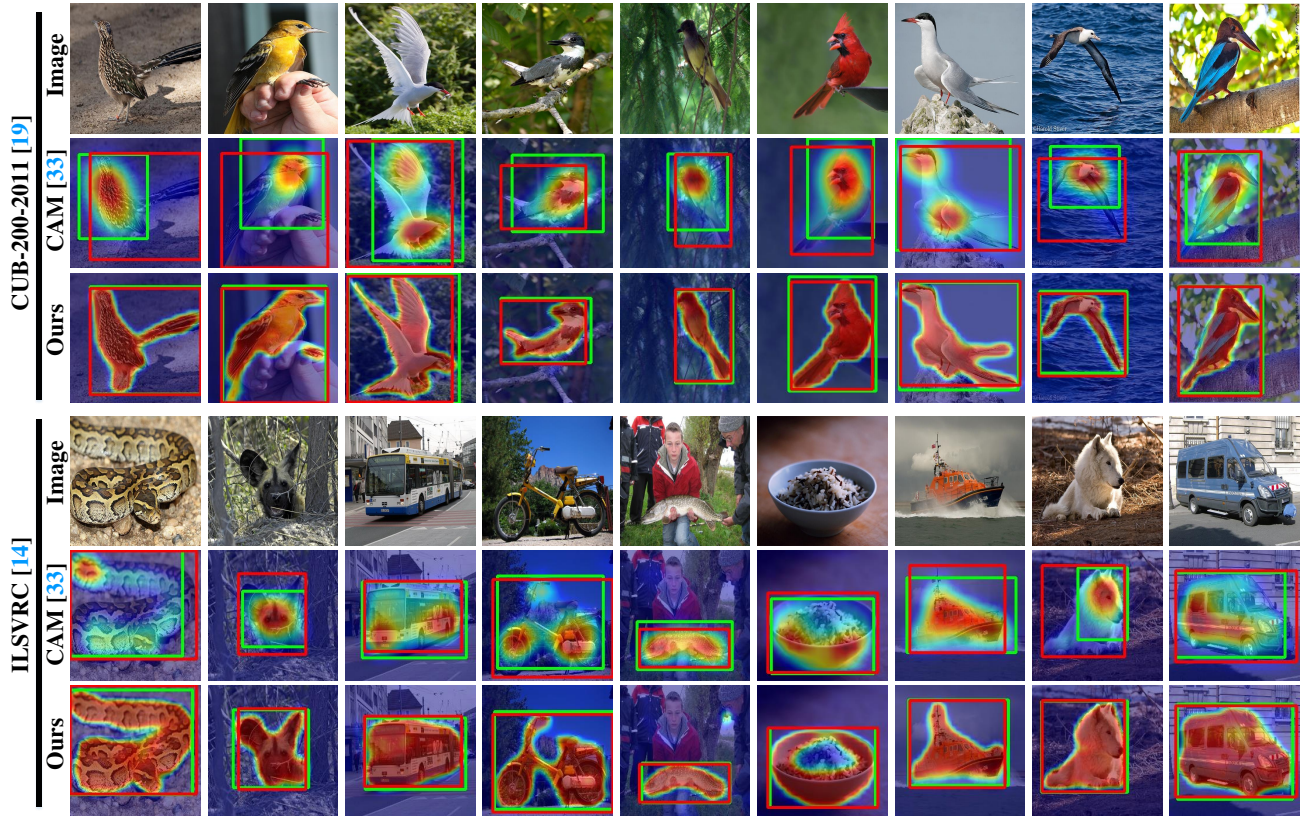 CUB-200-2011 [19]
Image
CAM [33]
Ours
ILSVRC [14]
Image
CAM [33]
Ours